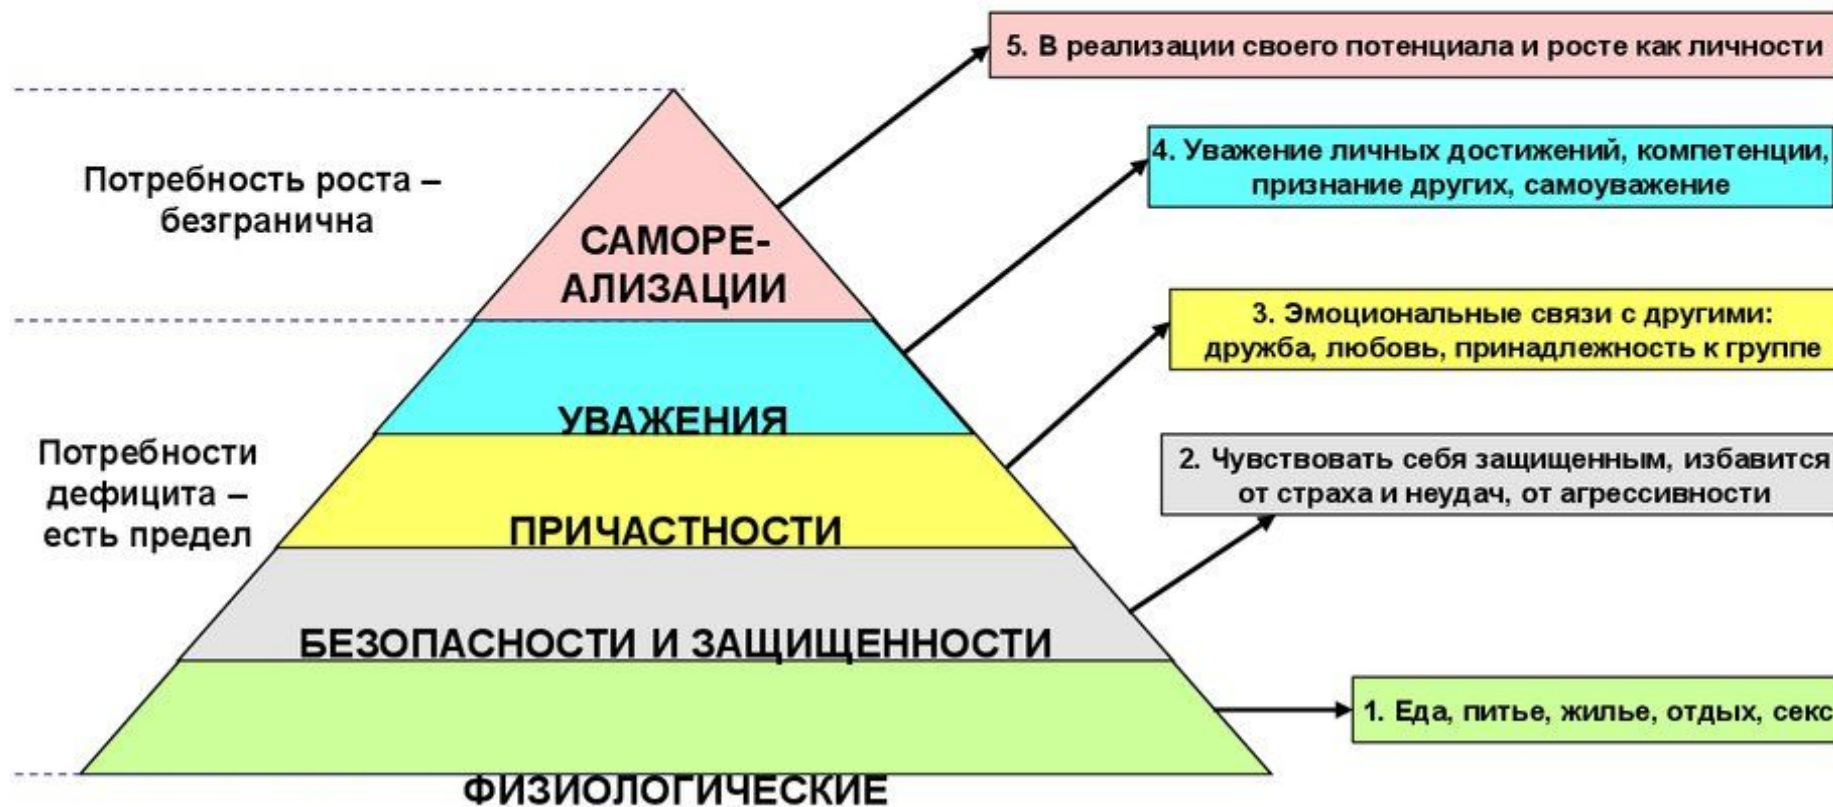 5. В реализации своего потенциала и росте как личности
4. Уважение личных достижений, компетенции,
признание других, самоуважение
Потребность роста –
безгранична
САМОРЕ-
АЛИЗАЦИИ
3. Эмоциональные связи с другими:
дружба, любовь, принадлежность к группе
УВАЖЕНИЯ
Потребности
дефицита –
есть предел
2. Чувствовать себя защищенным, избавится
от страха и неудач, от агрессивности
ПРИЧАСТНОСТИ
БЕЗОПАСНОСТИ И ЗАЩИЩЕННОСТИ
1. Еда, питье, жилье, отдых, секс
ФИЗИОЛОГИЧЕСКИЕ